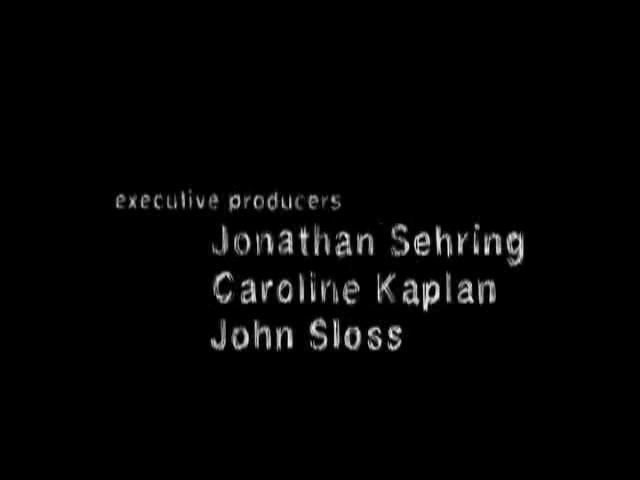 executive producers
Jonathan Sehring
Caroline Kaplan
John Sloss